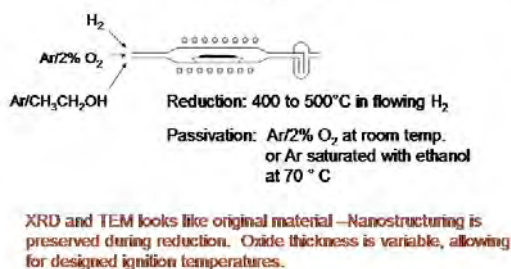 H₂
Ar/2% O₂
Ar/CH₃CH₂OH
Reduction: 400 to 500°C in flowing H₂
Passivation: Ar/2% O₂ at room temp.
or Ar saturated with ethanol
at 70 ° C
XRD and TEM looks like original material –Nanostructuring is
preserved during reduction. Oxide thickness is variable, allowing
for designed ignition temperatures.